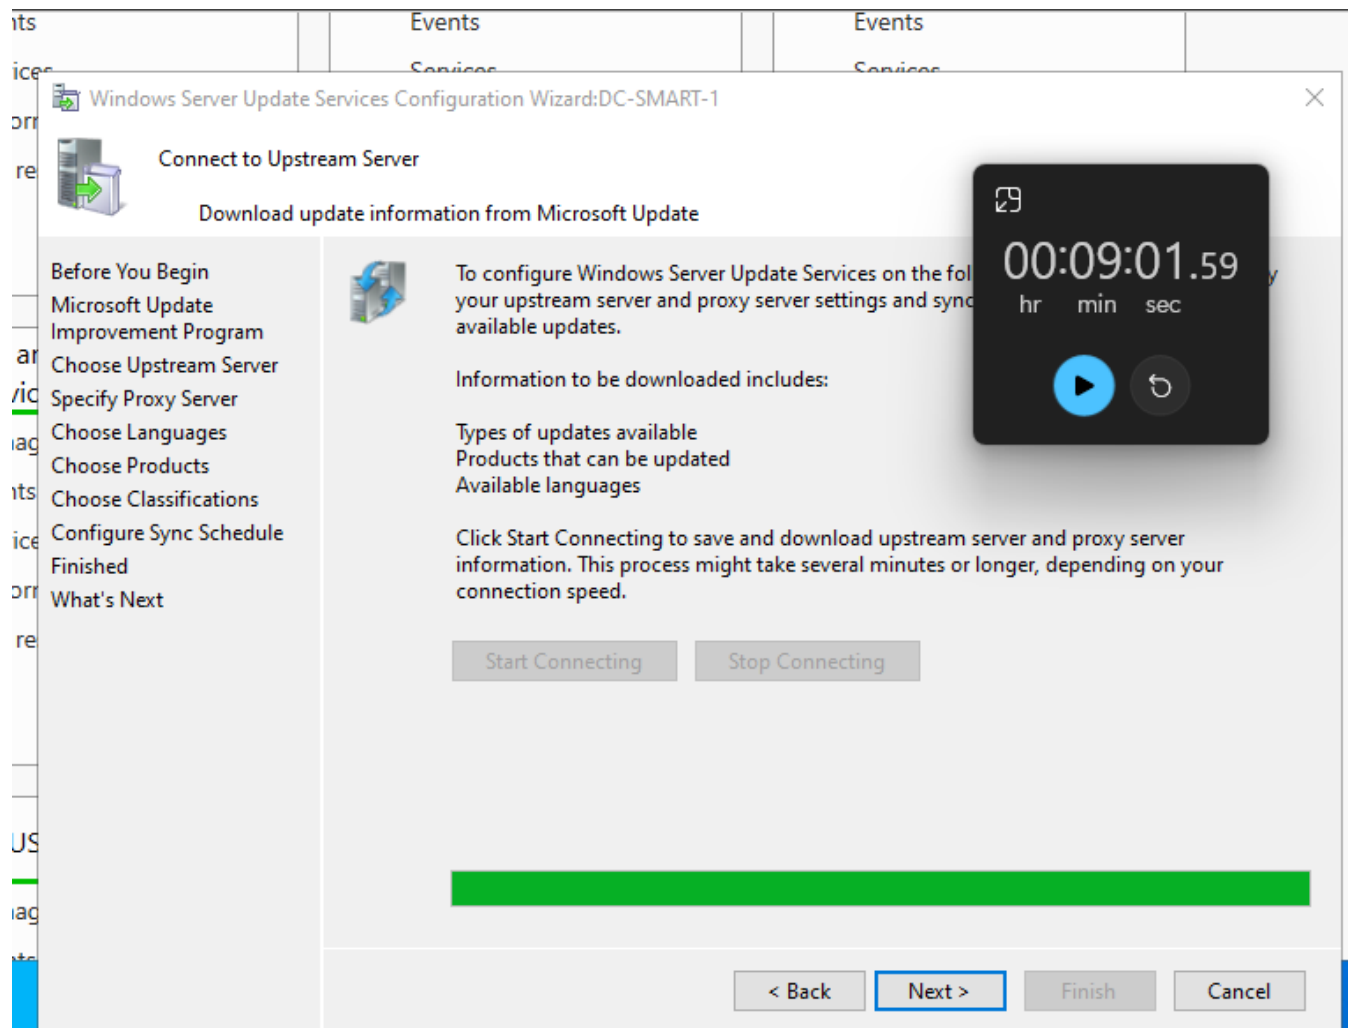 Events
Events
Services
Services
Windows Server Update Services Configuration Wizard:DC-SMART-1
Connect to Upstream Server
Download update information from Microsoft Update
Before You Begin
Microsoft Update
Improvement Program
Choose Upstream Server
Specify Proxy Server
Choose Languages
Choose Products
Choose Classifications
Configure Sync Schedule
Finished
What's Next
To configure Windows Server Update Services on the
your upstream server and proxy server settings and
available updates.
Information to be downloaded includes:
Types of updates available
Products that can be updated
Available languages
Click Start Connecting to save and download upstream server and proxy server
information. This process might take several minutes or longer, depending on your
connection speed.
Start Connecting
Stop Connecting
00:09:01.59
hr min sec
< Back
Next >
Finish
Cancel